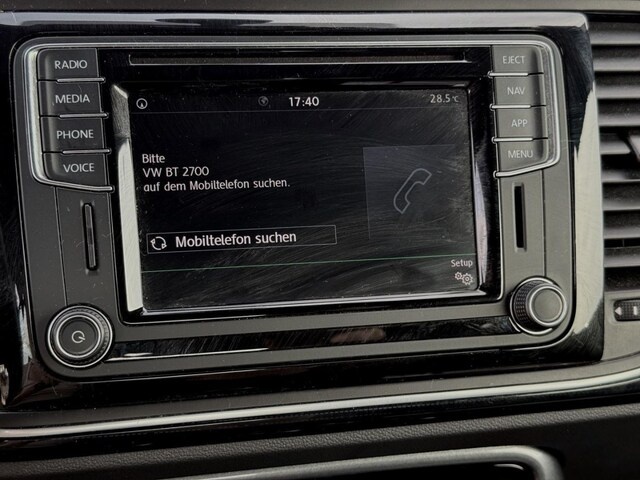 RADIO
MEDIA
PHONE
VOICE
17:40
28.5°C
Bitte
VW BT 2700
auf dem Mobiltelefon suchen.
Mobiltelefon suchen
Setup
EJECT
NAV
APP
MENU